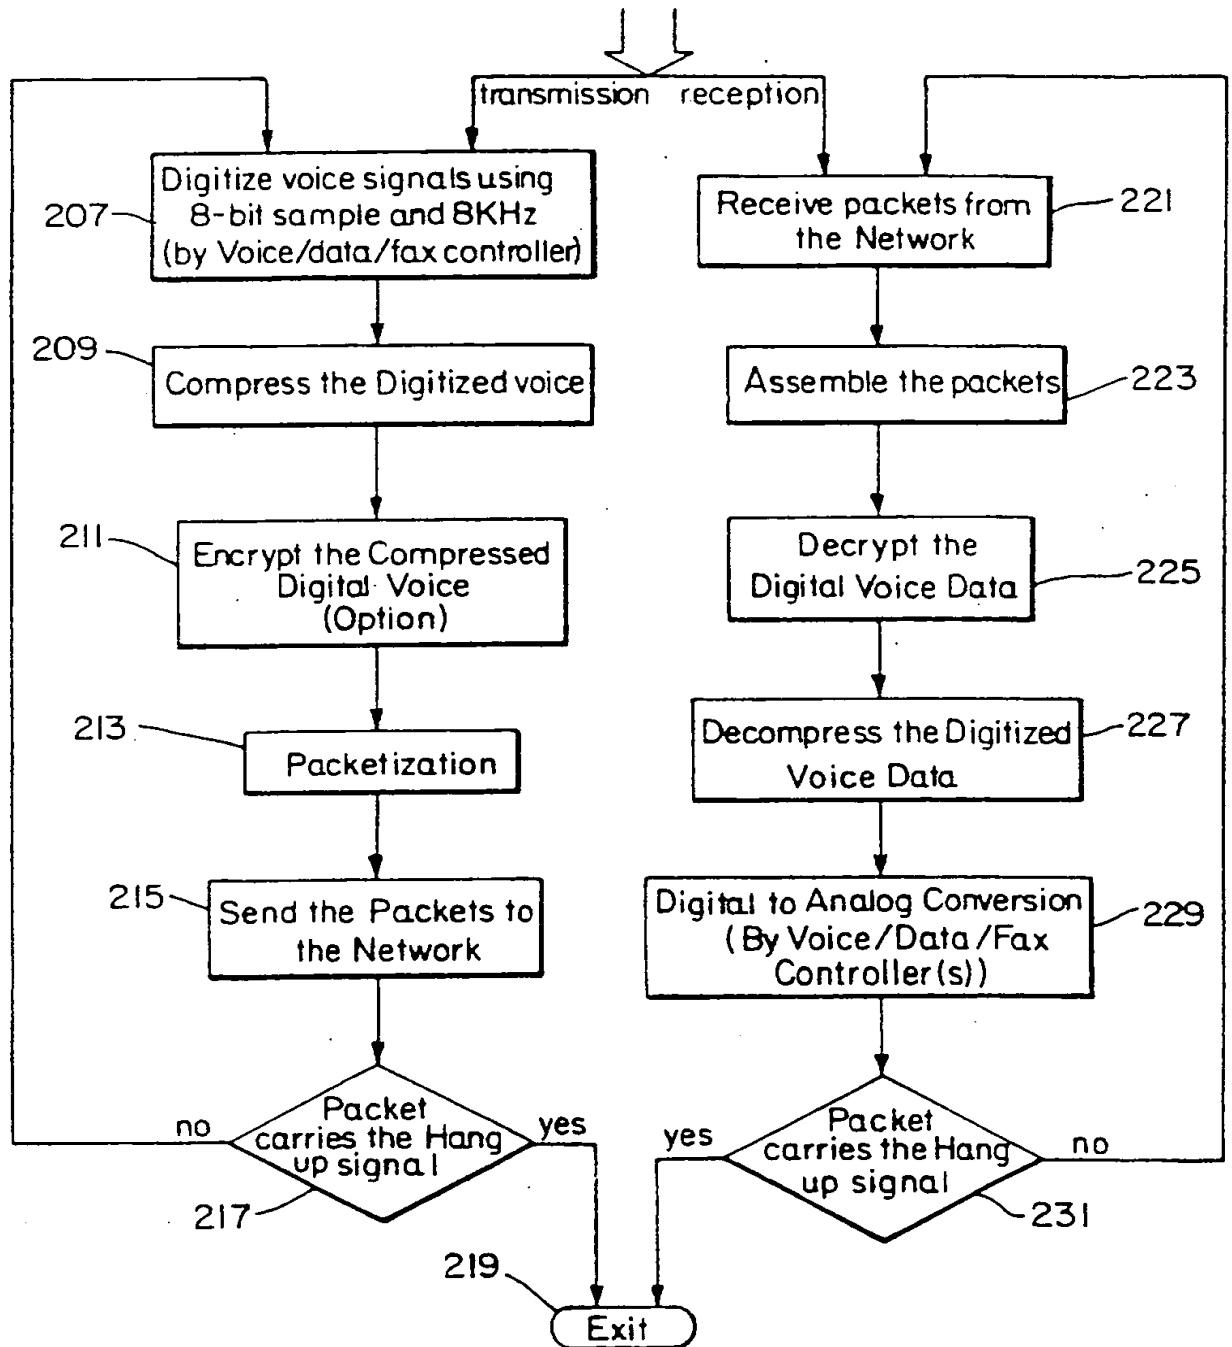 transmission reception
Digitize voice signals using
8-bit sample and 8KHz
(by Voice/data/fax controller)
207
209
Compress the Digitized voice
211
Encrypt the Compressed
Digital Voice
(Option)
213
Packetization
215
Send the Packets to
the Network
no
Packet
carries the Hang
up signal
yes
217
219
Exit
Receive packets from
the Network
221
Assemble the packets
223
Decrypt the
Digital Voice Data
225
Decompress the Digitized
Voice Data
227
Digital to Analog Conversion
(By Voice/Data/Fax
Controller(s))
229
yes
Packet
carries the Hang
up signal
no
231